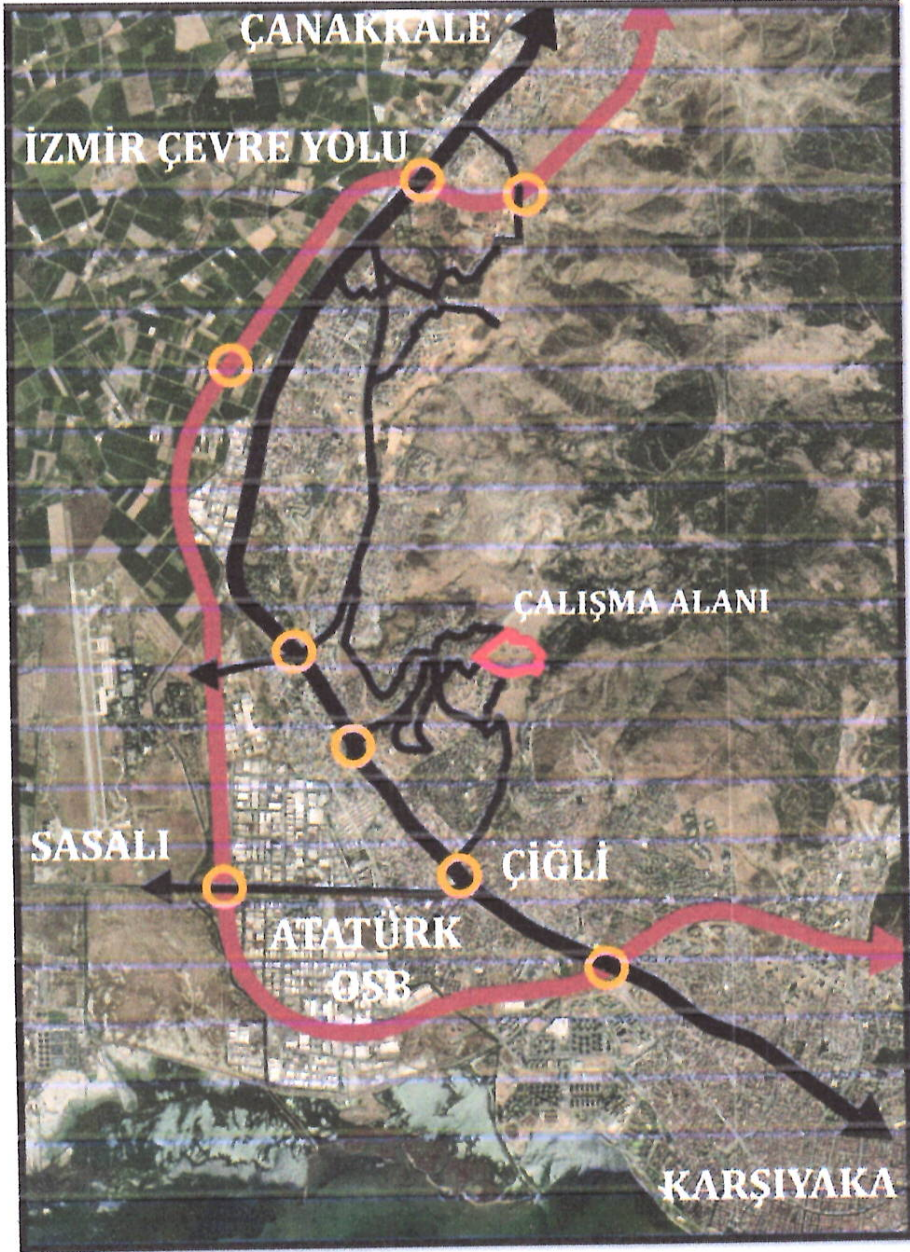 ÇANAKKALE
İZMİR ÇEVRE YOLU
ÇALIŞMA ALANI
SASALI
ÇİĞLİ
ATATÜRK
OSB
KARŞIYAKA